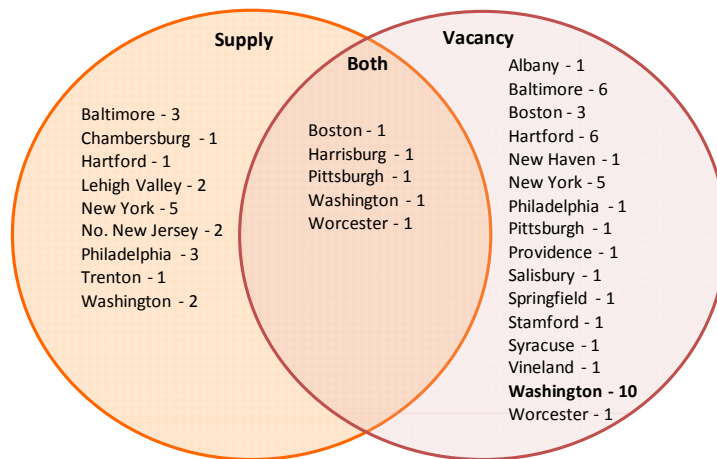 Supply
Baltimore - 3
Chambersburg - 1
Hartford - 1
Lehigh Valley - 2
New York - 5
No. New Jersey - 2
Philadelphia - 3
Trenton - 1
Washington - 2
Both
Boston - 1
Harrisburg - 1
Pittsburgh - 1
Washington - 1
Worcester - 1
Vacancy
Albany - 1
Baltimore - 6
Boston - 3
Hartford - 6
New Haven - 1
New York - 5
Philadelphia - 1
Pittsburgh - 1
Providence - 1
Salisbury - 1
Springfield - 1
Stamford - 1
Syracuse - 1
Vineland - 1
Washington - 10
Worcester - 1